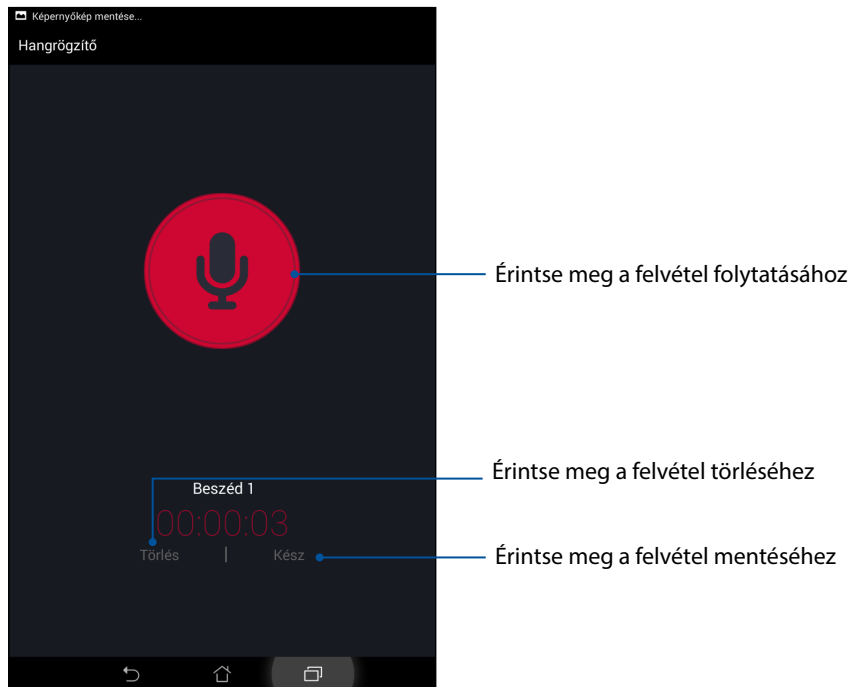 Képernyőkép mentése...
Hangrögzítő
Érintse meg a felvétel folytatásához
Érintse meg a felvétel törléséhez
Beszéd 1
00:00:03
Törlés | Kész
Érintse meg a felvétel mentéséhez